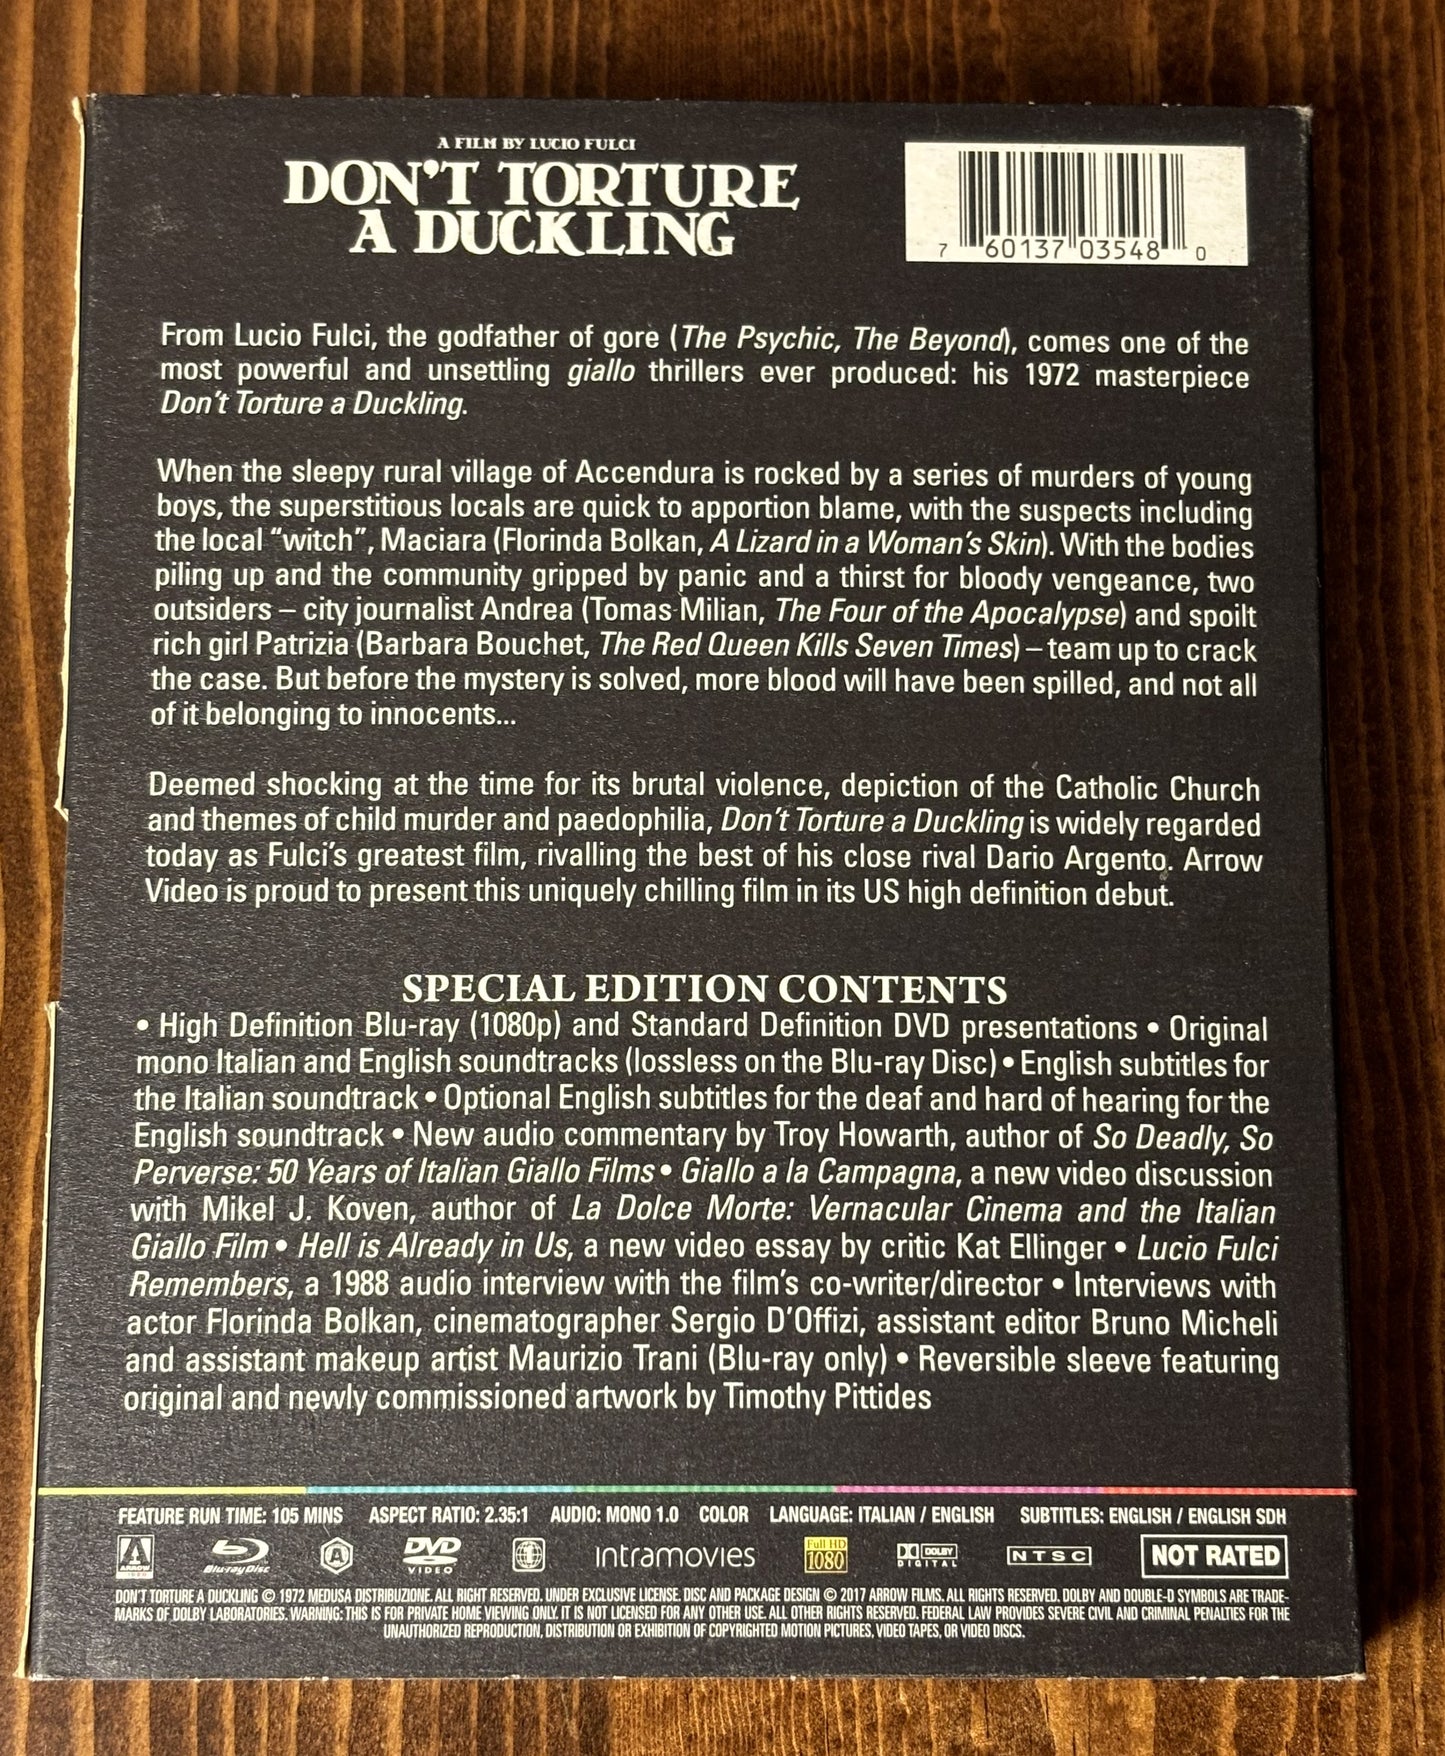 A FILM BY LUCIO FULCI
DON'T TORTURE
A DUCKLING
7 60137 03548 0
From Lucio Fulci, the godfather of gore (The Psychic, The Beyond), comes one of the
most powerful and unsettling giallo thrillers ever produced: his 1972 masterpiece
Don't Torture a Duckling.
When the sleepy rural village of Accendura is rocked by a series of murders of young
boys, the superstitious locals are quick to apportion blame, with the suspects including
the local "witch", Maciara (Florinda Bolkan, A Lizard in a Woman's Skin). With the bodies
piling up and the community gripped by panic and a thirst for bloody vengeance, two
outsiders – city journalist Andrea (Tomas Milian, The Four of the Apocalypse) and spoilt
rich girl Patrizia (Barbara Bouchet, The Red Queen Kills Seven Times) – team up to crack
the case. But before the mystery is solved, more blood will have been spilled, and not all
of it belonging to innocents...
Deemed shocking at the time for its brutal violence, depiction of the Catholic Church
and themes of child murder and paedophilia, Don't Torture a Duckling is widely regarded
today as Fulci's greatest film, rivalling the best of his close rival Dario Argento. Arrow
Video is proud to present this uniquely chilling film in its US high definition debut.
SPECIAL EDITION CONTENTS
• High Definition Blu-ray (1080p) and Standard Definition DVD presentations • Original
mono Italian and English soundtracks (lossless on the Blu-ray Disc) • English subtitles for
the Italian soundtrack • Optional English subtitles for the deaf and hard of hearing for the
English soundtrack • New audio commentary by Troy Howarth, author of So Deadly, So
Perverse: 50 Years of Italian Giallo Films • Giallo a la Campagna, a new video discussion
with Mikel J. Koven, author of La Dolce Morte: Vernacular Cinema and the Italian
Giallo Film • Hell is Already in Us, a new video essay by critic Kat Ellinger • Lucio Fulci
Remembers, a 1988 audio interview with the film's co-writer/director • Interviews with
actor Florinda Bolkan, cinematographer Sergio D'Offizi, assistant editor Bruno Micheli
and assistant makeup artist Maurizio Trani (Blu-ray only) • Reversible sleeve featuring
original and newly commissioned artwork by Timothy Pittides
FEATURE RUN TIME: 105 MINS ASPECT RATIO: 2.35:1 AUDIO: MONO 1.0 COLOR LANGUAGE: ITALIAN / ENGLISH SUBTITLES: ENGLISH / ENGLISH SDH
ARROW VIDEO Blu-ray Disc A DVD VIDEO 1 intramovies Full HD 1080 DOLBY DIGITAL NTSC NOT RATED
DON'T TORTURE A DUCKLING © 1972 MEDUSA DISTRIBUZIONE. ALL RIGHT RESERVED. UNDER EXCLUSIVE LICENSE. DISC AND PACKAGE DESIGN © 2017 ARROW FILMS. ALL RIGHTS RESERVED. DOLBY AND DOUBLE-D SYMBOLS ARE TRADE-
MARKS OF DOLBY LABORATORIES. WARNING: THIS IS FOR PRIVATE HOME VIEWING ONLY. IT IS NOT LICENSED FOR ANY OTHER USE. ALL OTHER RIGHTS RESERVED. FEDERAL LAW PROVIDES SEVERE CIVIL AND CRIMINAL PENALTIES FOR THE
UNAUTHORIZED REPRODUCTION, DISTRIBUTION OR EXHIBITION OF COPYRIGHTED MOTION PICTURES, VIDEO TAPES, OR VIDEO DISCS.